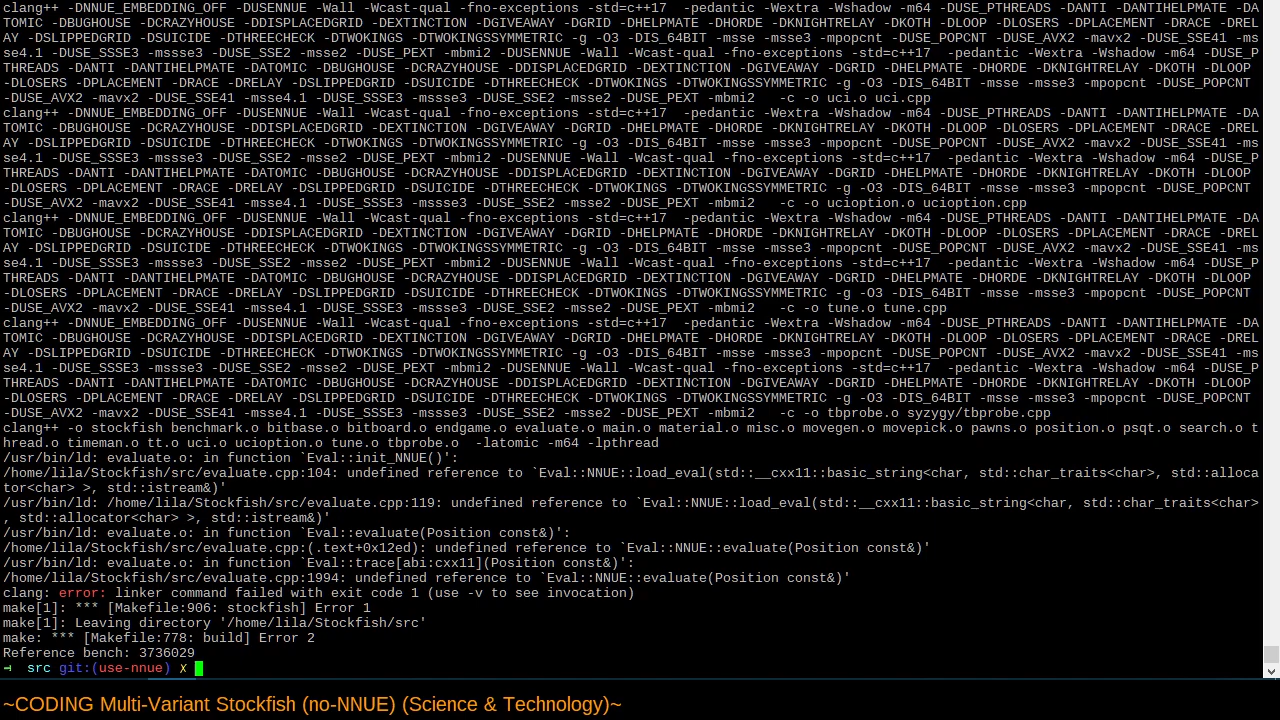 clang++ -DNNUE_EMBEDDING_OFF -DUSENNUE -Wall -Wcast-qual -fno-exceptions -std=c++17  -pedantic -Wextra -Wshadow -m64 -DUSE_PTHREADS -DANTI -DANTIHELPMATE -DA
TOMIC -DBUGHOUSE -DCRAZYHOUSE -DDISPLACEDGRID -DEXTINCTION -DGIVEAWAY -DGRID -DHELPMATE -DHORDE -DKNIGHTRELAY -DKOTH -DLOOP -DLOSERS -DPLACEMENT -DRACE -DREL
AY -DSLIPPEDGRID -DSUICIDE -DTHREECHECK -DTWOKINGS -DTWOKINGSSYMMETRIC -g -O3 -DIS_64BIT -msse -msse3 -mpopcnt -DUSE_POPCNT -DUSE_AVX2 -mavx2 -DUSE_SSE41 -ms
se4.1 -DUSE_SSSE3 -mssse3 -DUSE_SSE2 -msse2 -DUSE_PEXT -mbmi2 -DUSENNUE -Wall -Wcast-qual -fno-exceptions -std=c++17  -pedantic -Wextra -Wshadow -m64 -DUSE_P
THREADS -DANTI -DANTIHELPMATE -DATOMIC -DBUGHOUSE -DCRAZYHOUSE -DDISPLACEDGRID -DEXTINCTION -DGIVEAWAY -DGRID -DHELPMATE -DHORDE -DKNIGHTRELAY -DKOTH -DLOOP
-DLOSERS -DPLACEMENT -DRACE -DRELAY -DSLIPPEDGRID -DSUICIDE -DTHREECHECK -DTWOKINGS -DTWOKINGSSYMMETRIC -g -O3 -DIS_64BIT -msse -msse3 -mpopcnt -DUSE_POPCNT
-DUSE_AVX2 -mavx2 -DUSE_SSE41 -msse4.1 -DUSE_SSSE3 -mssse3 -DUSE_SSE2 -msse2 -DUSE_PEXT -mbmi2   -c -o uci.o uci.cpp
clang++ -DNNUE_EMBEDDING_OFF -DUSENNUE -Wall -Wcast-qual -fno-exceptions -std=c++17  -pedantic -Wextra -Wshadow -m64 -DUSE_PTHREADS -DANTI -DANTIHELPMATE -DA
TOMIC -DBUGHOUSE -DCRAZYHOUSE -DDISPLACEDGRID -DEXTINCTION -DGIVEAWAY -DGRID -DHELPMATE -DHORDE -DKNIGHTRELAY -DKOTH -DLOOP -DLOSERS -DPLACEMENT -DRACE -DREL
AY -DSLIPPEDGRID -DSUICIDE -DTHREECHECK -DTWOKINGS -DTWOKINGSSYMMETRIC -g -O3 -DIS_64BIT -msse -msse3 -mpopcnt -DUSE_POPCNT -DUSE_AVX2 -mavx2 -DUSE_SSE41 -ms
se4.1 -DUSE_SSSE3 -mssse3 -DUSE_SSE2 -msse2 -DUSE_PEXT -mbmi2 -DUSENNUE -Wall -Wcast-qual -fno-exceptions -std=c++17  -pedantic -Wextra -Wshadow -m64 -DUSE_P
THREADS -DANTI -DANTIHELPMATE -DATOMIC -DBUGHOUSE -DCRAZYHOUSE -DDISPLACEDGRID -DEXTINCTION -DGIVEAWAY -DGRID -DHELPMATE -DHORDE -DKNIGHTRELAY -DKOTH -DLOOP
-DLOSERS -DPLACEMENT -DRACE -DRELAY -DSLIPPEDGRID -DSUICIDE -DTHREECHECK -DTWOKINGS -DTWOKINGSSYMMETRIC -g -O3 -DIS_64BIT -msse -msse3 -mpopcnt -DUSE_POPCNT
-DUSE_AVX2 -mavx2 -DUSE_SSE41 -msse4.1 -DUSE_SSSE3 -mssse3 -DUSE_SSE2 -msse2 -DUSE_PEXT -mbmi2   -c -o ucioption.o ucioption.cpp
clang++ -DNNUE_EMBEDDING_OFF -DUSENNUE -Wall -Wcast-qual -fno-exceptions -std=c++17  -pedantic -Wextra -Wshadow -m64 -DUSE_PTHREADS -DANTI -DANTIHELPMATE -DA
TOMIC -DBUGHOUSE -DCRAZYHOUSE -DDISPLACEDGRID -DEXTINCTION -DGIVEAWAY -DGRID -DHELPMATE -DHORDE -DKNIGHTRELAY -DKOTH -DLOOP -DLOSERS -DPLACEMENT -DRACE -DREL
AY -DSLIPPEDGRID -DSUICIDE -DTHREECHECK -DTWOKINGS -DTWOKINGSSYMMETRIC -g -O3 -DIS_64BIT -msse -msse3 -mpopcnt -DUSE_POPCNT -DUSE_AVX2 -mavx2 -DUSE_SSE41 -ms
se4.1 -DUSE_SSSE3 -mssse3 -DUSE_SSE2 -msse2 -DUSE_PEXT -mbmi2 -DUSENNUE -Wall -Wcast-qual -fno-exceptions -std=c++17  -pedantic -Wextra -Wshadow -m64 -DUSE_P
THREADS -DANTI -DANTIHELPMATE -DATOMIC -DBUGHOUSE -DCRAZYHOUSE -DDISPLACEDGRID -DEXTINCTION -DGIVEAWAY -DGRID -DHELPMATE -DHORDE -DKNIGHTRELAY -DKOTH -DLOOP
-DLOSERS -DPLACEMENT -DRACE -DRELAY -DSLIPPEDGRID -DSUICIDE -DTHREECHECK -DTWOKINGS -DTWOKINGSSYMMETRIC -g -O3 -DIS_64BIT -msse -msse3 -mpopcnt -DUSE_POPCNT
-DUSE_AVX2 -mavx2 -DUSE_SSE41 -msse4.1 -DUSE_SSSE3 -mssse3 -DUSE_SSE2 -msse2 -DUSE_PEXT -mbmi2   -c -o tune.o tune.cpp
clang++ -DNNUE_EMBEDDING_OFF -DUSENNUE -Wall -Wcast-qual -fno-exceptions -std=c++17  -pedantic -Wextra -Wshadow -m64 -DUSE_PTHREADS -DANTI -DANTIHELPMATE -DA
TOMIC -DBUGHOUSE -DCRAZYHOUSE -DDISPLACEDGRID -DEXTINCTION -DGIVEAWAY -DGRID -DHELPMATE -DHORDE -DKNIGHTRELAY -DKOTH -DLOOP -DLOSERS -DPLACEMENT -DRACE -DREL
AY -DSLIPPEDGRID -DSUICIDE -DTHREECHECK -DTWOKINGS -DTWOKINGSSYMMETRIC -g -O3 -DIS_64BIT -msse -msse3 -mpopcnt -DUSE_POPCNT -DUSE_AVX2 -mavx2 -DUSE_SSE41 -ms
se4.1 -DUSE_SSSE3 -mssse3 -DUSE_SSE2 -msse2 -DUSE_PEXT -mbmi2 -DUSENNUE -Wall -Wcast-qual -fno-exceptions -std=c++17  -pedantic -Wextra -Wshadow -m64 -DUSE_P
THREADS -DANTI -DANTIHELPMATE -DATOMIC -DBUGHOUSE -DCRAZYHOUSE -DDISPLACEDGRID -DEXTINCTION -DGIVEAWAY -DGRID -DHELPMATE -DHORDE -DKNIGHTRELAY -DKOTH -DLOOP
-DLOSERS -DPLACEMENT -DRACE -DRELAY -DSLIPPEDGRID -DSUICIDE -DTHREECHECK -DTWOKINGS -DTWOKINGSSYMMETRIC -g -O3 -DIS_64BIT -msse -msse3 -mpopcnt -DUSE_POPCNT
-DUSE_AVX2 -mavx2 -DUSE_SSE41 -msse4.1 -DUSE_SSSE3 -mssse3 -DUSE_SSE2 -msse2 -DUSE_PEXT -mbmi2   -c -o tbprobe.o syzygy/tbprobe.cpp
clang++ -o stockfish benchmark.o bitbase.o bitboard.o endgame.o evaluate.o main.o material.o misc.o movegen.o movepick.o pawns.o position.o psqt.o search.o t
hread.o timeman.o tt.o uci.o ucioption.o tune.o tbprobe.o  -latomic -m64 -lpthread
/usr/bin/ld: evaluate.o: in function `Eval::init_NNUE()':
/home/lila/Stockfish/src/evaluate.cpp:104: undefined reference to `Eval::NNUE::load_eval(std::__cxx11::basic_string<char, std::char_traits<char>, std::alloca
tor<char> >, std::istream&)'
/usr/bin/ld: /home/lila/Stockfish/src/evaluate.cpp:119: undefined reference to `Eval::NNUE::load_eval(std::__cxx11::basic_string<char, std::char_traits<char>
, std::allocator<char> >, std::istream&)'
/usr/bin/ld: evaluate.o: in function `Eval::evaluate(Position const&)':
/home/lila/Stockfish/src/evaluate.cpp:(.text+0x12ed): undefined reference to `Eval::NNUE::evaluate(Position const&)'
/usr/bin/ld: evaluate.o: in function `Eval::trace[abi:cxx11](Position const&)':
/home/lila/Stockfish/src/evaluate.cpp:1994: undefined reference to `Eval::NNUE::evaluate(Position const&)'
clang: error: linker command failed with exit code 1 (use -v to see invocation)
make[1]: *** [Makefile:906: stockfish] Error 1
make[1]: Leaving directory '/home/lila/Stockfish/src'
make: *** [Makefile:778: build] Error 2
Reference bench: 3736029
→  src git:(use-nnue) ✗
~CODING Multi-Variant Stockfish (no-NNUE) (Science & Technology)~